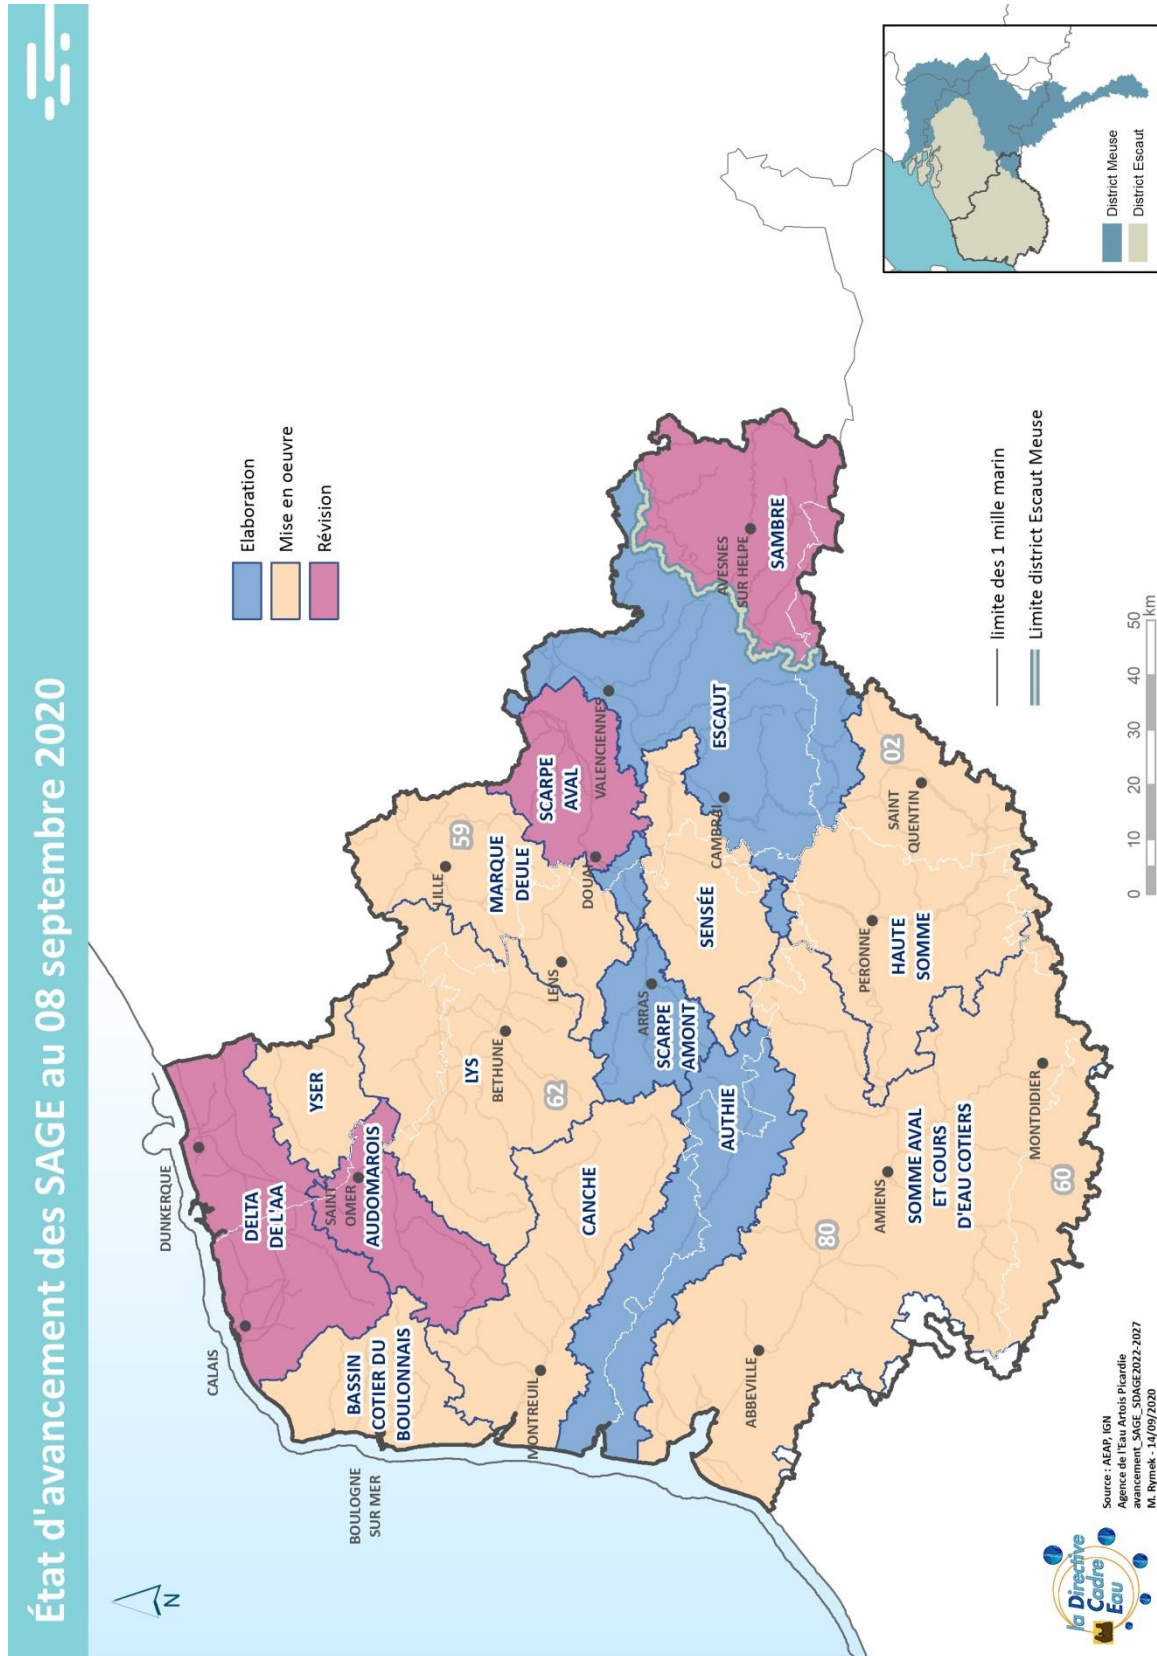 État d'avancement des SAGE au 08 septembre 2020
N
Elaboration
Mise en oeuvre
Révision
DUNKERQUE
CALAIS
BOULOGNE
SUR MER
DELTA
DE L'AA
YSER
SAINT
OMER
AUDOMAROIS
BASSIN
COTIER DU
BOULONNAIS
LYS
BETHUNE
62
LILLE
59
MARQUE
DEULE
LENS
DOUAI
SCARPE
AVAL
VALENCIENNES
MONTREUIL
CANCHE
ARRAS
SCARPE
AMONT
SENSÉE
CAMBRAI
ESCAUT
AVESNES
SUR HELPE
SAMBRE
AUTHIE
ABBEVILLE
80
AMIENS
SOMME AVAL
ET COURS
D'EAU COTIERS
PERONNE
HAUTE
SOMME
SAINT
QUENTIN
02
MONTDIDIER
60
limite des 1 mille marin
Limite district Escaut Meuse
0 10 20 30 40 50
km
District Meuse
District Escaut
la Directive
Cadre
Eau
Source : AEAP, IGN
Agence de l'Eau Artois Picardie
avancement_SAGE_SDAGE2022-2027
M. Rymek - 14/09/2020